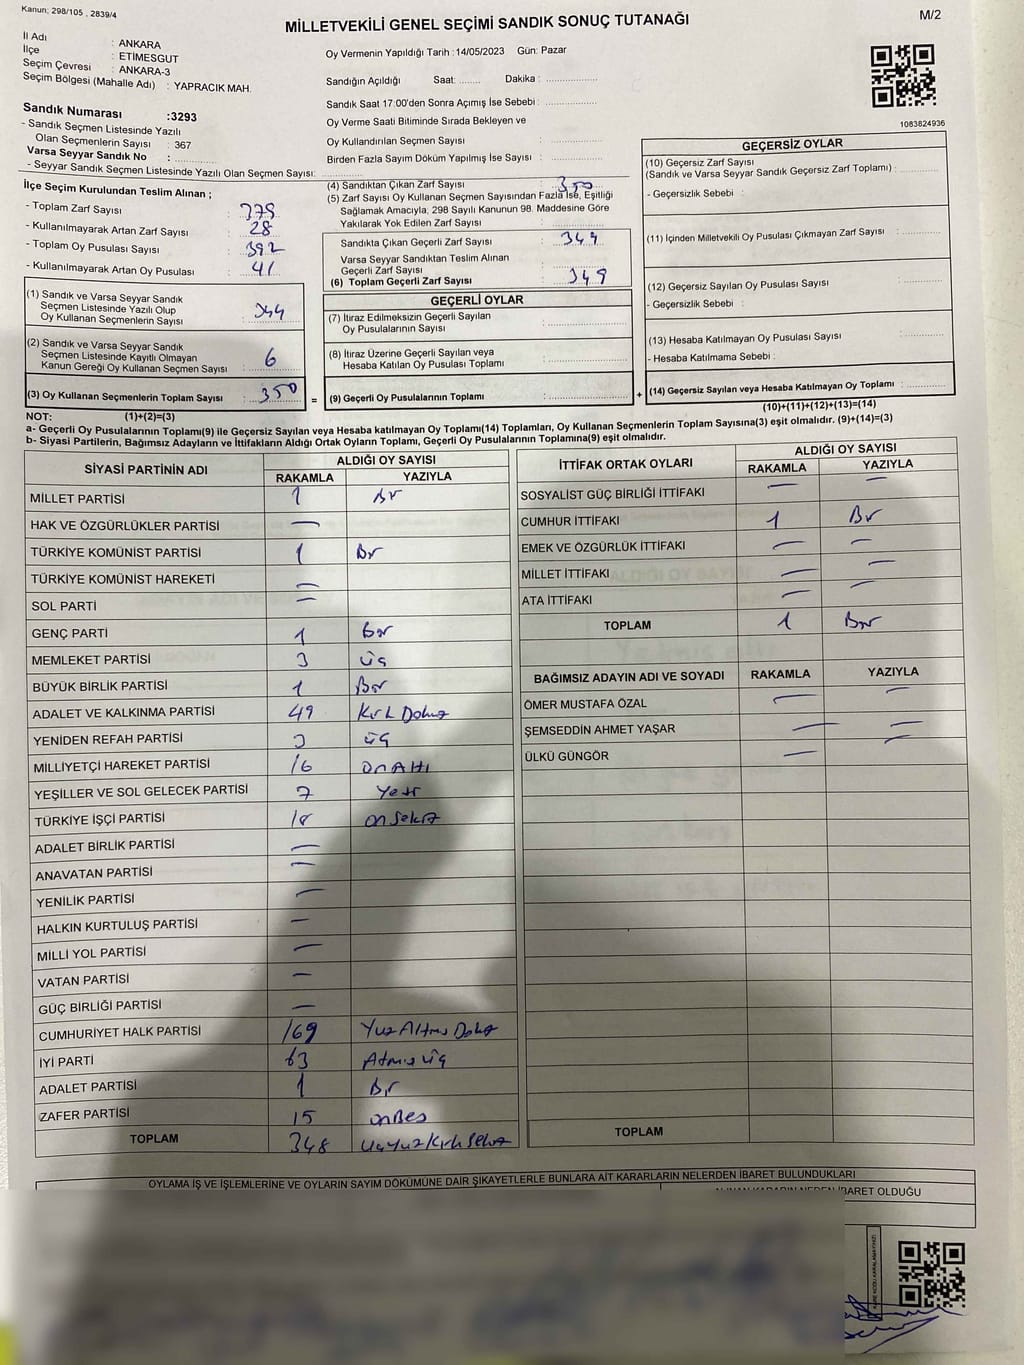 Kanun: 298/105 , 2839/4
MİLLETVEKİLİ GENEL SEÇİMİ SANDIK SONUÇ TUTANAĞI
M/2
İl Adı : ANKARA
İlçe : ETİMESGUT
Seçim Çevresi : ANKARA-3
Seçim Bölgesi (Mahalle Adı) : YAPRACIK MAH.
Sandık Numarası :3293
- Sandık Seçmen Listesinde Yazılı
Olan Seçmenlerin Sayısı : 367
Varsa Seyyar Sandık No :
- Seyyar Sandık Seçmen Listesinde Yazılı Olan Seçmen Sayısı:
Oy Vermenin Yapıldığı Tarih :14/05/2023 Gün: Pazar
Sandığın Açıldığı Saat: Dakika :
Sandık Saat 17:00'den Sonra Açımış İse Sebebi :
Oy Verme Saati Bitiminde Sırada Bekleyen ve
Oy Kullandırılan Seçmen Sayısı :
Birden Fazla Sayım Döküm Yapılmış İse Sayısı :
1083824936
İlçe Seçim Kurulundan Teslim Alınan ;
- Toplam Zarf Sayısı : 378
- Kullanılmayarak Artan Zarf Sayısı : 28
- Toplam Oy Pusulası Sayısı : 392
- Kullanılmayarak Artan Oy Pusulası : 41
(1) Sandık ve Varsa Seyyar Sandık
Seçmen Listesinde Yazılı Olup
Oy Kullanan Seçmenlerin Sayısı : 344
(2) Sandık ve Varsa Seyyar Sandık
Seçmen Listesinde Kayıtlı Olmayan
Kanun Gereği Oy Kullanan Seçmen Sayısı : 6
(3) Oy Kullanan Seçmenlerin Toplam Sayısı : 350
(1)+(2)=(3)
(4) Sandıktan Çıkan Zarf Sayısı : 350
(5) Zarf Sayısı Oy Kullanan Seçmen Sayısından Fazla İse, Eşitliği
Sağlamak Amacıyla, 298 Sayılı Kanunun 98. Maddesine Göre
Yakılarak Yok Edilen Zarf Sayısı :
Sandıkta Çıkan Geçerli Zarf Sayısı : 349
Varsa Seyyar Sandıktan Teslim Alınan
Geçerli Zarf Sayısı :
(6) Toplam Geçerli Zarf Sayısı : 349
GEÇERLİ OYLAR
(7) İtiraz Edilmeksizin Geçerli Sayılan
Oy Pusulalarının Sayısı :
(8) İtiraz Üzerine Geçerli Sayılan veya
Hesaba Katılan Oy Pusulası Toplamı :
= (9) Geçerli Oy Pusulalarının Toplamı :
GEÇERSİZ OYLAR
(10) Geçersiz Zarf Sayısı
(Sandık ve Varsa Seyyar Sandık Geçersiz Zarf Toplamı) :
- Geçersizlik Sebebi :
(11) İçinden Milletvekili Oy Pusulası Çıkmayan Zarf Sayısı :
(12) Geçersiz Sayılan Oy Pusulası Sayısı :
- Geçersizlik Sebebi :
(13) Hesaba Katılmayan Oy Pusulası Sayısı :
- Hesaba Katılmama Sebebi :
+ (14) Geçersiz Sayılan veya Hesaba Katılmayan Oy Toplamı :
(10)+(11)+(12)+(13)=(14)
NOT:
a- Geçerli Oy Pusulalarının Toplamı(9) ile Geçersiz Sayılan veya Hesaba katılmayan Oy Toplamı(14) Toplamları, Oy Kullanan Seçmenlerin Toplam Sayısına(3) eşit olmalıdır. (9)+(14)=(3)
b- Siyasi Partilerin, Bağımsız Adayların ve İttifakların Aldığı Ortak Oyların Toplamı, Geçerli Oy Pusulalarının Toplamına(9) eşit olmalıdır.
SİYASİ PARTİNİN ADI ALDIĞI OY SAYISI
RAKAMLA YAZIYLA
MİLLET PARTİSİ 1 Bir
HAK VE ÖZGÜRLÜKLER PARTİSİ —
TÜRKİYE KOMÜNİST PARTİSİ 1 Bir
TÜRKİYE KOMÜNİST HAREKETİ —
SOL PARTİ —
GENÇ PARTİ 1 Bir
MEMLEKET PARTİSİ 3 üç
BÜYÜK BİRLİK PARTİSİ 1 Bir
ADALET VE KALKINMA PARTİSİ 49 Kırk Dokuz
YENİDEN REFAH PARTİSİ 3 üç
MİLLİYETÇİ HAREKET PARTİSİ 16 onAltı
YEŞİLLER VE SOL GELECEK PARTİSİ 7 Yedi
TÜRKİYE İŞÇİ PARTİSİ 18 onSekiz
ADALET BİRLİK PARTİSİ —
ANAVATAN PARTİSİ —
YENİLİK PARTİSİ —
HALKIN KURTULUŞ PARTİSİ —
MİLLİ YOL PARTİSİ —
VATAN PARTİSİ —
GÜÇ BİRLİĞİ PARTİSİ —
CUMHURİYET HALK PARTİSİ 169 YüzAltmış Dokuz
İYİ PARTİ 63 Atmış üç
ADALET PARTİSİ 1 Bir
ZAFER PARTİSİ 15 onBes
TOPLAM 348 üçyüzKırkSekiz
İTTİFAK ORTAK OYLARI ALDIĞI OY SAYISI
RAKAMLA YAZIYLA
SOSYALİST GÜÇ BİRLİĞİ İTTİFAKI — —
CUMHUR İTTİFAKI 1 Bir
EMEK VE ÖZGÜRLÜK İTTİFAKI — —
MİLLET İTTİFAKI — —
ATA İTTİFAKI — —
TOPLAM 1 Bir
BAĞIMSIZ ADAYIN ADI VE SOYADI RAKAMLA YAZIYLA
ÖMER MUSTAFA ÖZAL — —
ŞEMSEDDİN AHMET YAŞAR — —
ÜLKÜ GÜNGÖR — —
TOPLAM
OYLAMA İŞ VE İŞLEMLERİNE VE OYLARIN SAYIM DÖKÜMÜNE DAİR ŞIKAYETLERLE BUNLARA AİT KARARLARIN NELERDEN İBARET BULUNDUKLARI
İBARET OLDUĞU